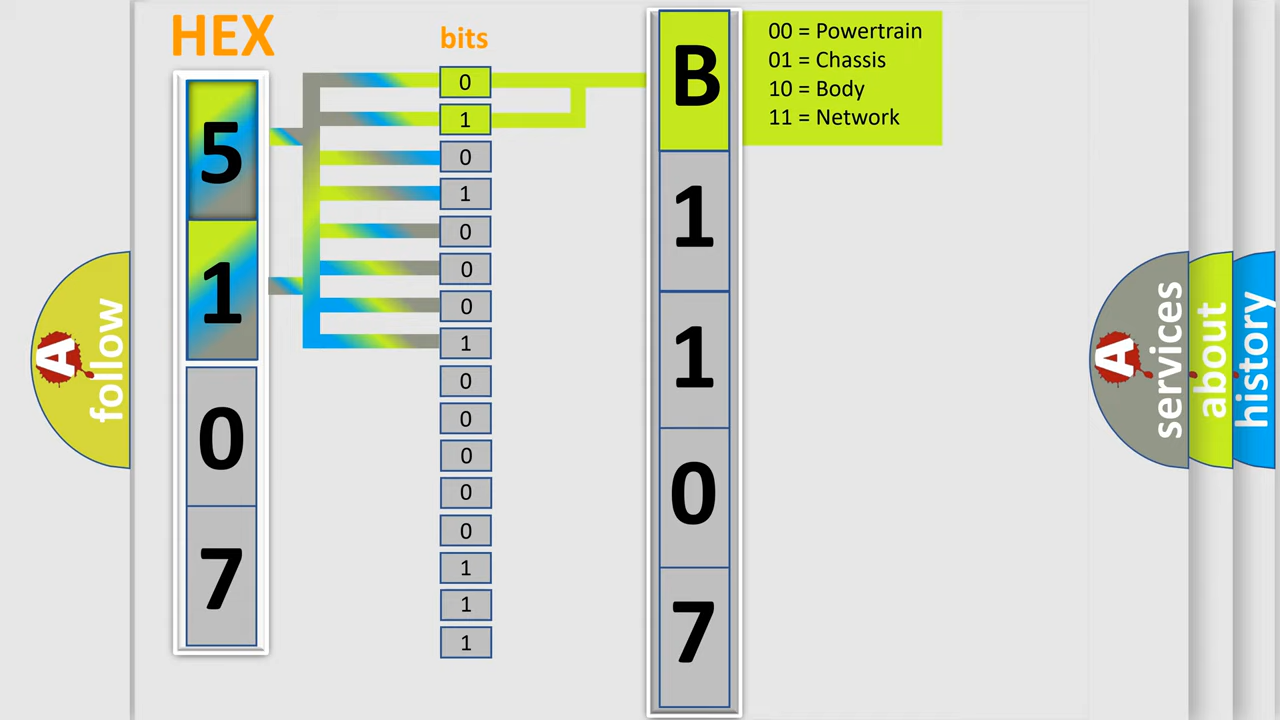 HEX
bits
5
1
0
7
0
1
0
1
0
0
0
1
0
0
0
0
0
1
1
1
B
1
1
0
7
00 = Powertrain
01 = Chassis
10 = Body
11 = Network
A
follow
A
services
about
history